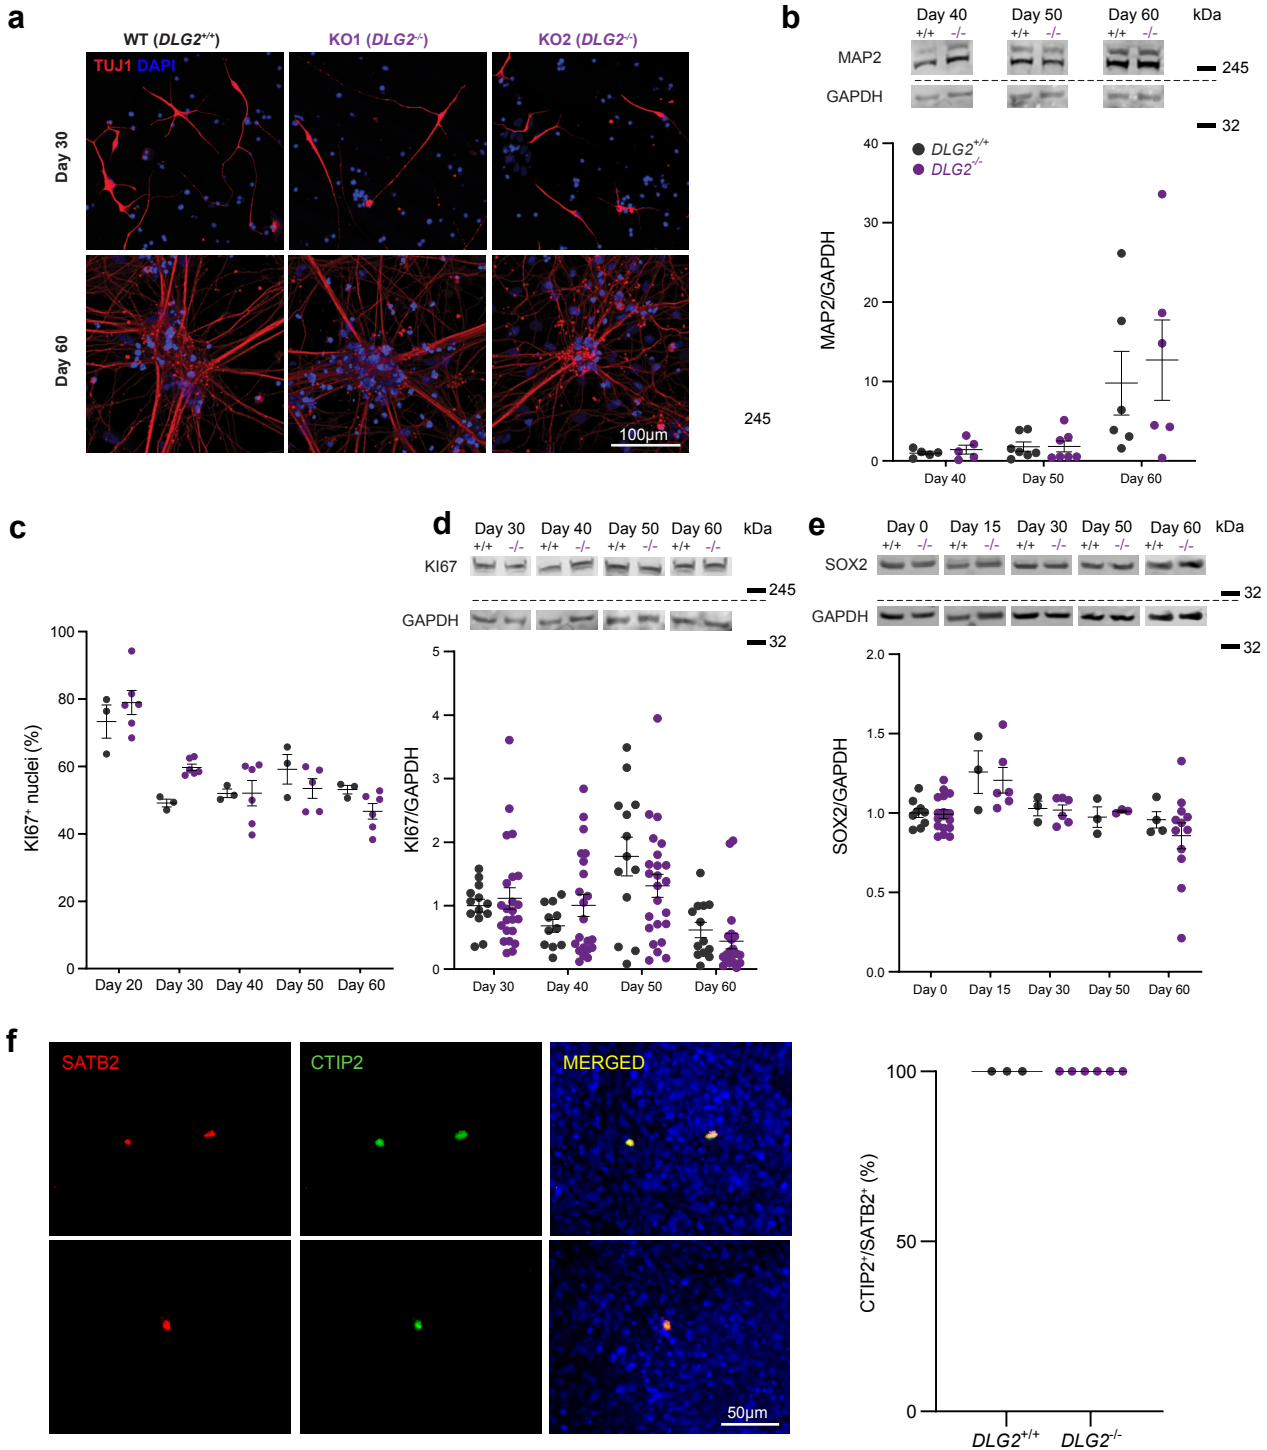 a
WT (DLG2+/+)
KO1 (DLG2-/-)
KO2 (DLG2-/-)
TUJ1 DAPI
Day 30
Day 60
100µm
245
b
Day 40
Day 50
Day 60
kDa
+/+
-/-
+/+
-/-
+/+
-/-
MAP2
245
GAPDH
32
MAP2/GAPDH
40
30
20
10
0
DLG2+/+
DLG2-/-
Day 40
Day 50
Day 60
c
KI67+ nuclei (%)
100
80
60
40
20
0
Day 20
Day 30
Day 40
Day 50
Day 60
d
Day 30
Day 40
Day 50
Day 60
kDa
+/+
-/-
+/+
-/-
+/+
-/-
+/+
-/-
KI67
245
GAPDH
32
KI67/GAPDH
5
4
3
2
1
0
Day 30
Day 40
Day 50
Day 60
e
Day 0
Day 15
Day 30
Day 50
Day 60
kDa
+/+
-/-
+/+
-/-
+/+
-/-
+/+
-/-
+/+
-/-
SOX2
32
GAPDH
32
SOX2/GAPDH
2.0
1.5
1.0
0.5
0.0
Day 0
Day 15
Day 30
Day 50
Day 60
f
SATB2
CTIP2
MERGED
50µm
CTIP2+/SATB2+ (%)
100
50
0
DLG2+/+
DLG2-/-